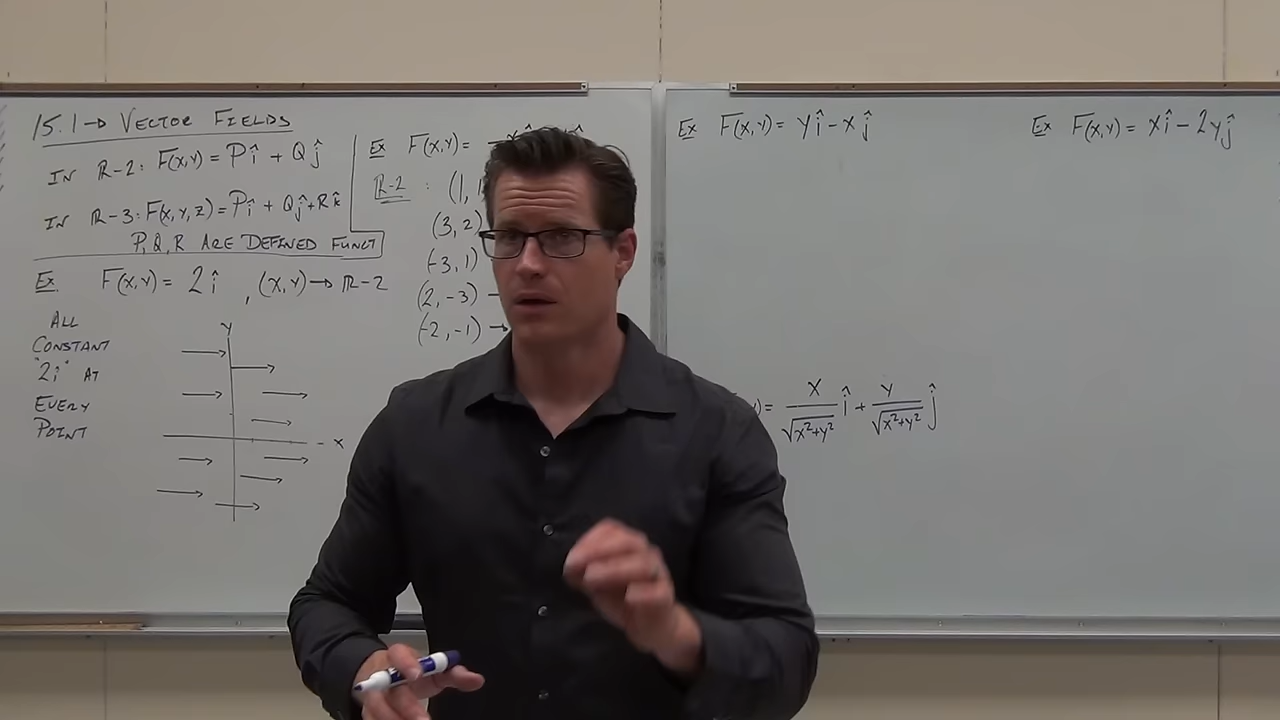 15.1 → VECTOR FIELDS
IN R-2: F(x,y) = Pî + Qĵ
IN R-3: F(x,y,z) = Pî + Qĵ + Rk̂
P, Q, R ARE DEFINED FUNCT
Ex. F(x,y) = 2î , (x,y) → R-2
ALL
CONSTANT
"2î" AT
EVERY
POINT
y
x
Ex F(x,y) =
R-2 : (1, 1
(3, 2)
(-3, 1)
(2, -3)
(-2, -1) →
Ex F(x,y) = yî - xĵ
y) = x/√x²+y² î + y/√x²+y² ĵ
Ex F(x,y) = xî - 2yĵ